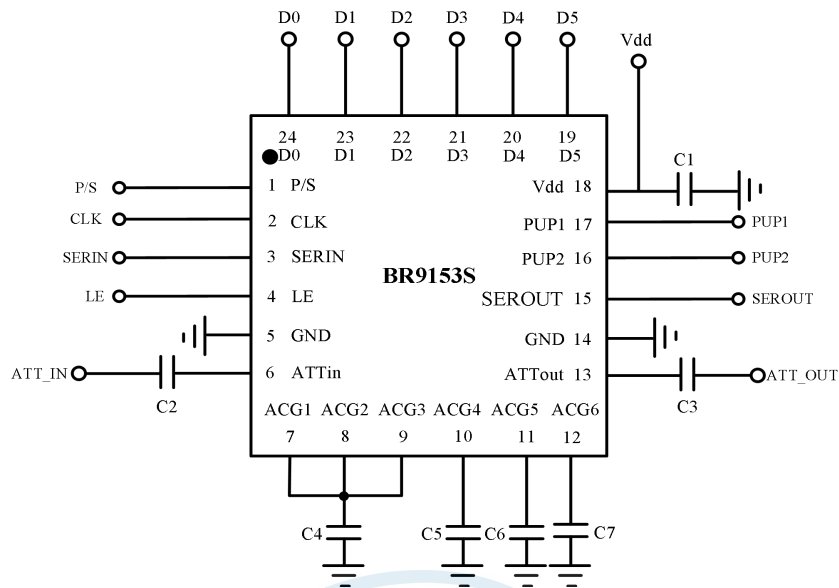 D0 D1 D2 D3 D4 D5
Vdd
24 23 22 21 20 19
D0 D1 D2 D3 D4 D5
C1
P/S 1 P/S Vdd 18
CLK 2 CLK PUP1 17 PUP1
SERIN 3 SERIN PUP2 16 PUP2
BR9153S
LE 4 LE SEROUT 15 SEROUT
5 GND GND 14
ATT_IN 6 ATTin ATTout 13 ATT_OUT
C2 C3
ACG1 ACG2 ACG3 ACG4 ACG5 ACG6
7 8 9 10 11 12
C4 C5 C6 C7